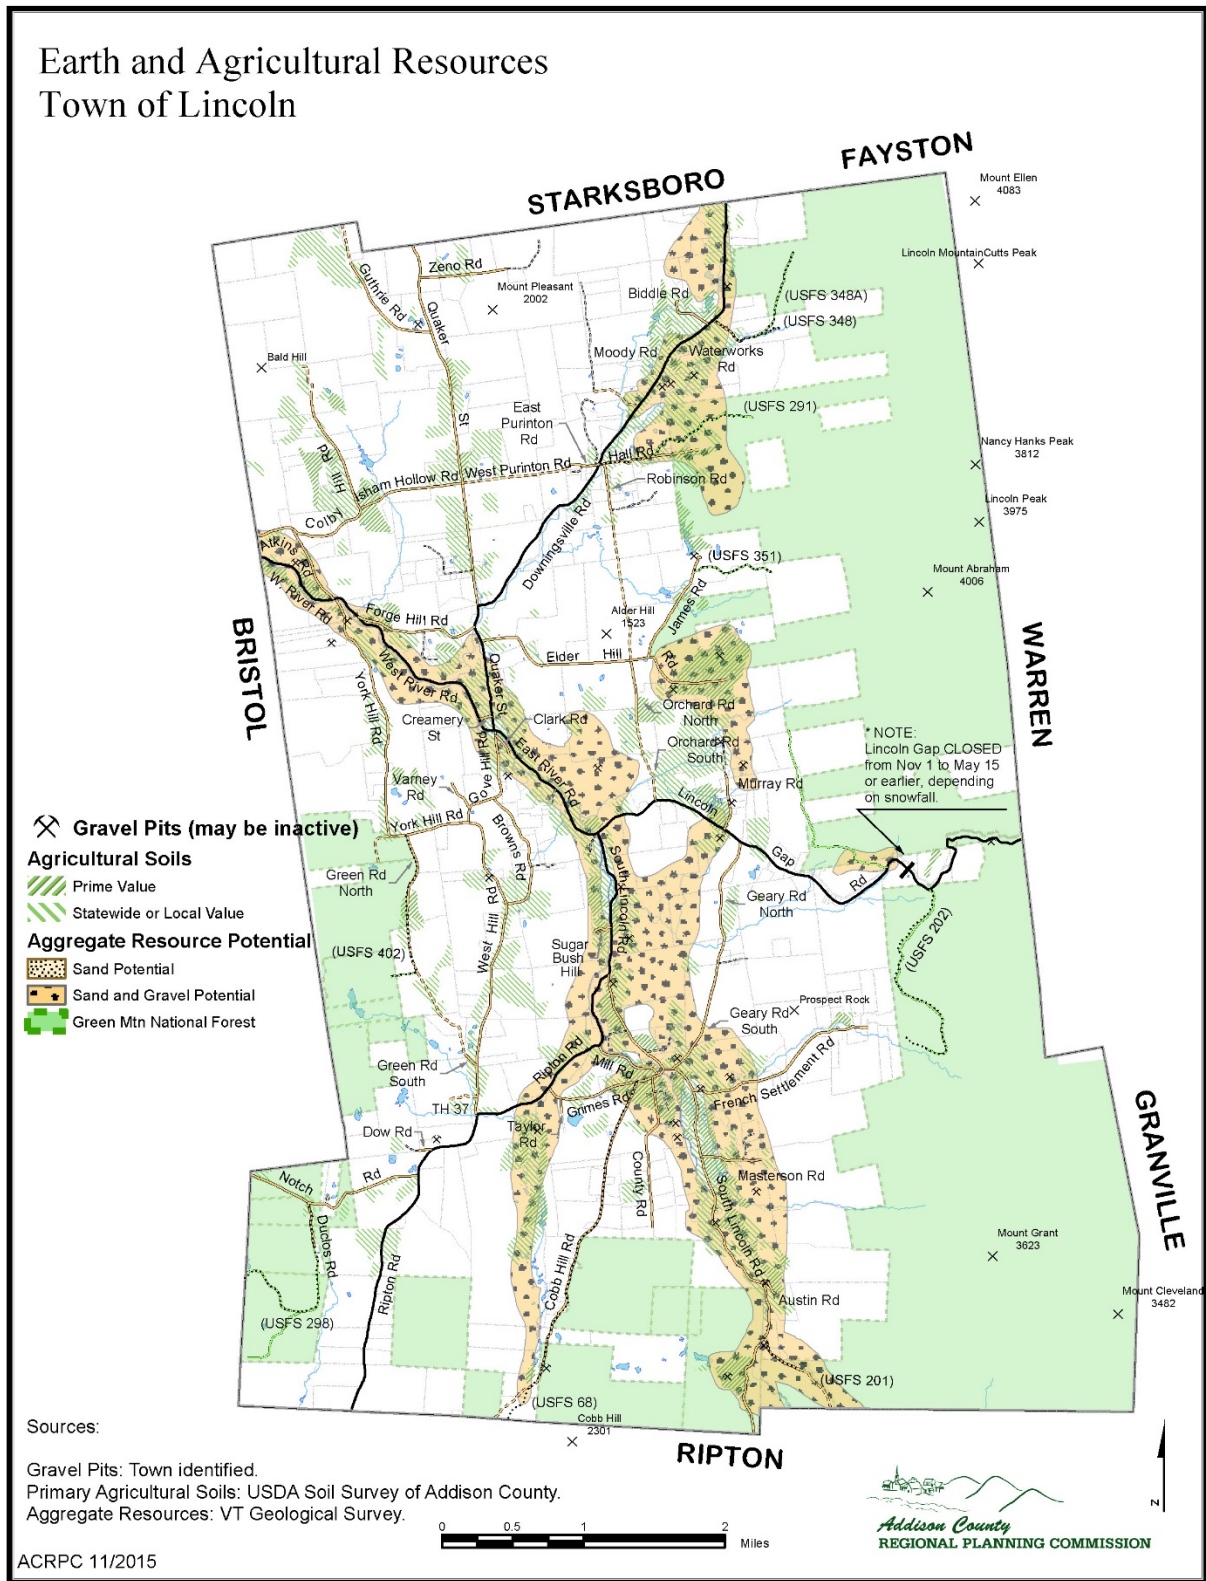 Earth and Agricultural Resources
Town of Lincoln
FAYSTON
STARKSBORO
Mount Ellen
4083
Lincoln MountainCutts Peak
Zeno Rd
Guthrie Rd
Quaker
St
Mount Pleasant
2002
Biddle Rd
(USFS 348A)
(USFS 348)
Bald Hill
Moody Rd
Waterworks
Rd
East
Purinton
Rd
(USFS 291)
Hill Rd
Isham Hollow Rd
West Purinton Rd
Hall Rd
Robinson Rd
Nancy Hanks Peak
3812
Lincoln Peak
3975
Colby
Atkins Rd
W. River Rd
Downingsville Rd
(USFS 351)
Mount Abraham
4006
James Rd
Forge Hill Rd
Alder Hill
1523
BRISTOL
WARREN
Elder
Hill
Rd
Quaker St
West River Rd
York Hill Rd
Creamery
St
Clark Rd
Orchard Rd
North
Orchard Rd
South
East River Rd
* NOTE:
Lincoln Gap CLOSED
from Nov 1 to May 15
or earlier, depending
on snowfall.
Varney
Rd
Gove Hill Rd
Murray Rd
Lincoln
Gap
Rd
York Hill Rd
Browns Rd
South Lincoln Rd
Gravel Pits (may be inactive)
Agricultural Soils
Prime Value
Statewide or Local Value
Aggregate Resource Potential
Sand Potential
Sand and Gravel Potential
Green Mtn National Forest
Green Rd
North
Geary Rd
North
(USFS 402)
West Hill Rd
Sugar
Bush
Hill
(USFS 202)
Prospect Rock
Geary Rd
South
Green Rd
South
Ripton Rd
Mill Rd
French Settlement Rd
TH 37
Grimes Rd
Dow Rd
Taylor
Rd
GRANVILLE
Notch
Rd
County Rd
Masterson Rd
South Lincoln Rd
Duclos Rd
Ripton Rd
Cobb Hill Rd
Mount Grant
3623
Mount Cleveland
3482
Austin Rd
(USFS 298)
(USFS 201)
(USFS 68)
Cobb Hill
2301
RIPTON
Sources:
Gravel Pits: Town identified.
Primary Agricultural Soils: USDA Soil Survey of Addison County.
Aggregate Resources: VT Geological Survey.
0 0.5 1 2
Miles
N
Addison County
REGIONAL PLANNING COMMISSION
ACRPC 11/2015